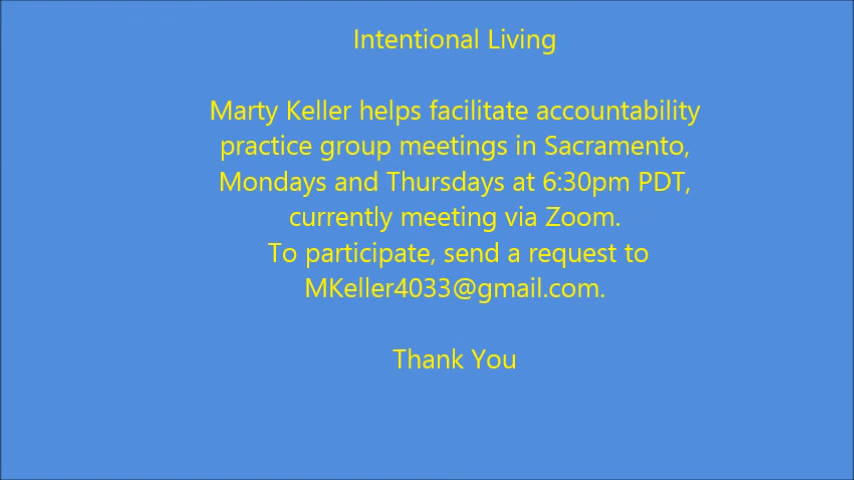 Intentional Living
Marty Keller helps facilitate accountability
practice group meetings in Sacramento,
Mondays and Thursdays at 6:30pm PDT,
currently meeting via Zoom.
To participate, send a request to
MKeller4033@gmail.com.
Thank You